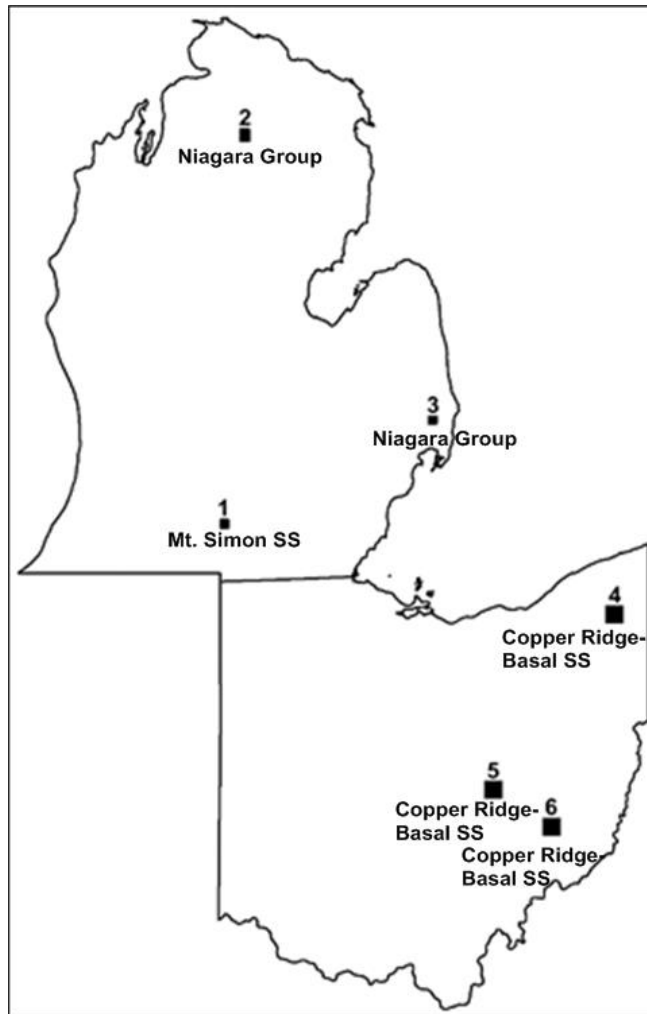 2
Niagara Group
3
Niagara Group
1
Mt. Simon SS
4
Copper Ridge-
Basal SS
5
Copper Ridge-
Basal SS
6
Copper Ridge-
Basal SS